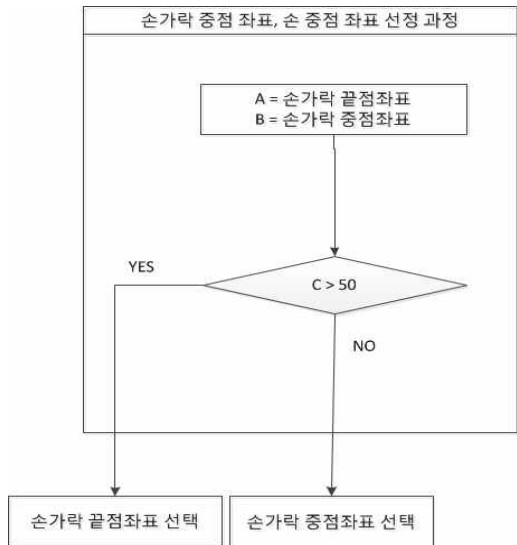 손가락 중점 좌표, 손 중점 좌표 선정 과정
A = 손가락 끝점좌표
B = 손가락 중점좌표
C > 50
YES
NO
손가락 끝점좌표 선택
손가락 중점좌표 선택